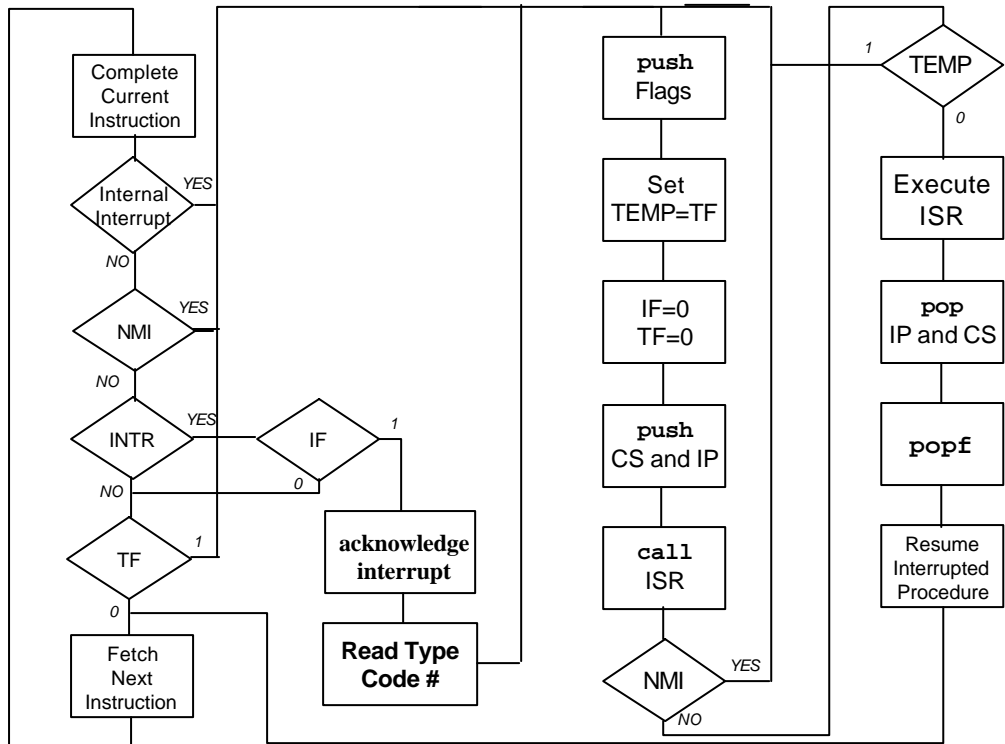 Complete
Current
Instruction
Internal
Interrupt
YES
NO
NMI
YES
NO
INTR
YES
NO
IF
1
0
TF
1
0
Fetch
Next
Instruction
acknowledge
interrupt
Read Type
Code #
push
Flags
Set
TEMP=TF
IF=0
TF=0
push
CS and IP
call
ISR
NMI
YES
NO
TEMP
1
0
Execute
ISR
pop
IP and CS
popf
Resume
Interrupted
Procedure